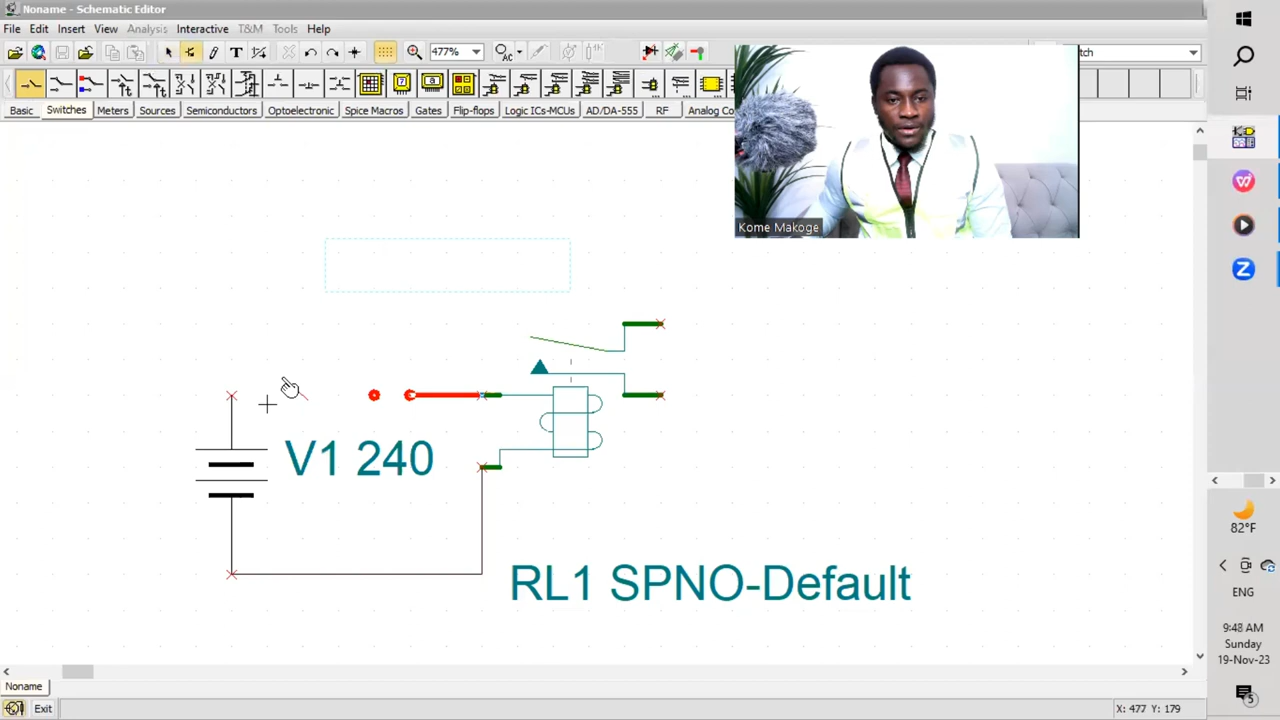 Noname - Schematic Editor
File Edit Insert View Analysis Interactive T&M Tools Help
477%
tch
Basic Switches Meters Sources Semiconductors Optoelectronic Spice Macros Gates Flip-flops Logic ICs-MCUs AD/DA-555 RF Analog Co
Kome Makoge
V1 240
RL1 SPNO-Default
82°F
ENG
9:48 AM
Sunday
19-Nov-23
5
Noname
Exit
X: 477 Y: 179